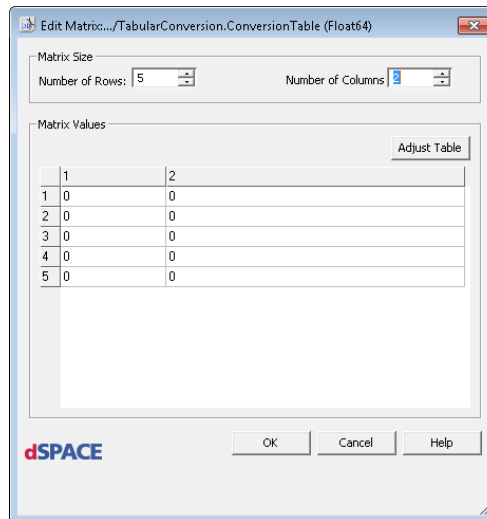 Edit Matrix:.../TabularConversion.ConversionTable (Float64)
Matrix Size
Number of Rows: 5 Number of Columns 2
Matrix Values
Adjust Table
1 2
1 0 0
2 0 0
3 0 0
4 0 0
5 0 0
dSPACE OK Cancel Help